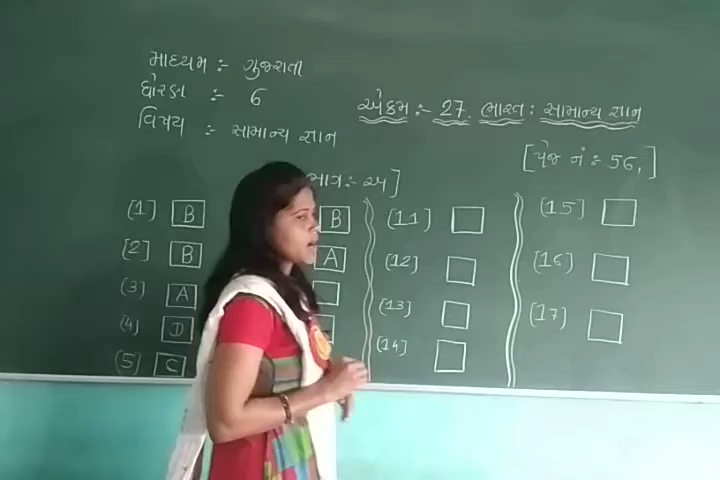 માધ્યમ :- ગુજરાતી
ધોરણ :- 6
વિષય :- સામાન્ય જ્ઞાન
એકમ :- 27. ભારત : સામાન્ય જ્ઞાન
[પેજ નં :- 56.]
:- અ]
[1] B
[2] B
(3) A
(4) D
(5) C
B
A
[11]
[12]
[13]
[14]
[15]
[16]
[17]